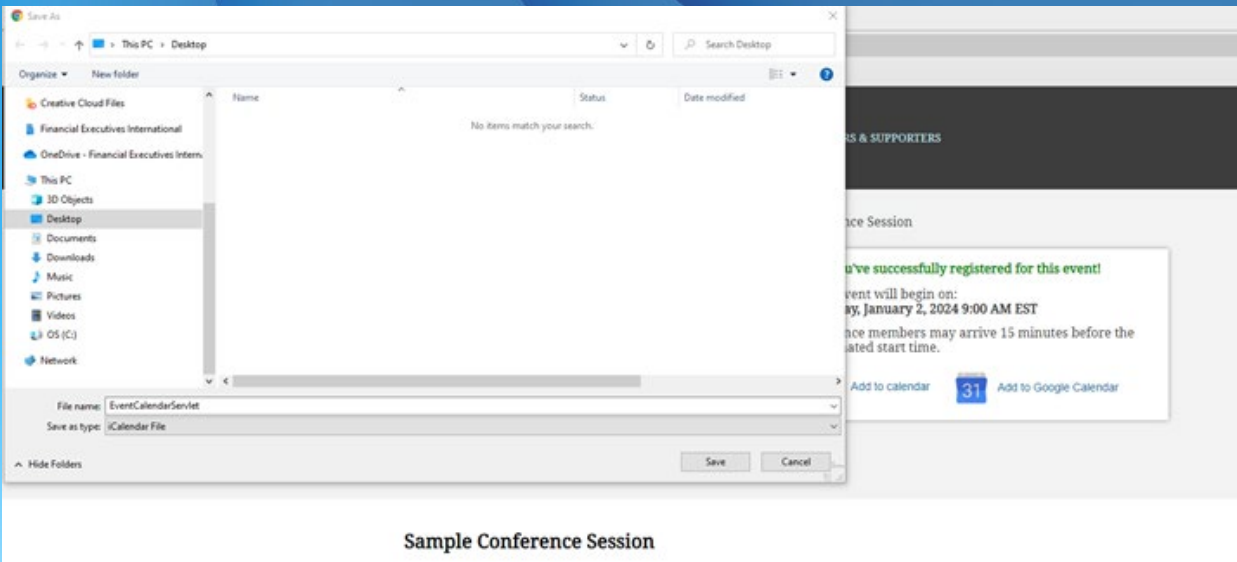 Save As
This PC > Desktop
Search Desktop
Organize
New folder
Creative Cloud Files
Financial Executives International
OneDrive - Financial Executives Intern
This PC
3D Objects
Desktop
Documents
Downloads
Music
Pictures
Videos
OS (C:)
Network
Name
Status
Date modified
No items match your search.
File name: EventCalendarServlet
Save as type: iCalendar File
Hide Folders
Save
Cancel
RS & SUPPORTERS
nce Session
u've successfully registered for this event!
vent will begin on:
ay, January 2, 2024 9:00 AM EST
nce members may arrive 15 minutes before the
ated start time.
Add to calendar
31
Add to Google Calendar
Sample Conference Session